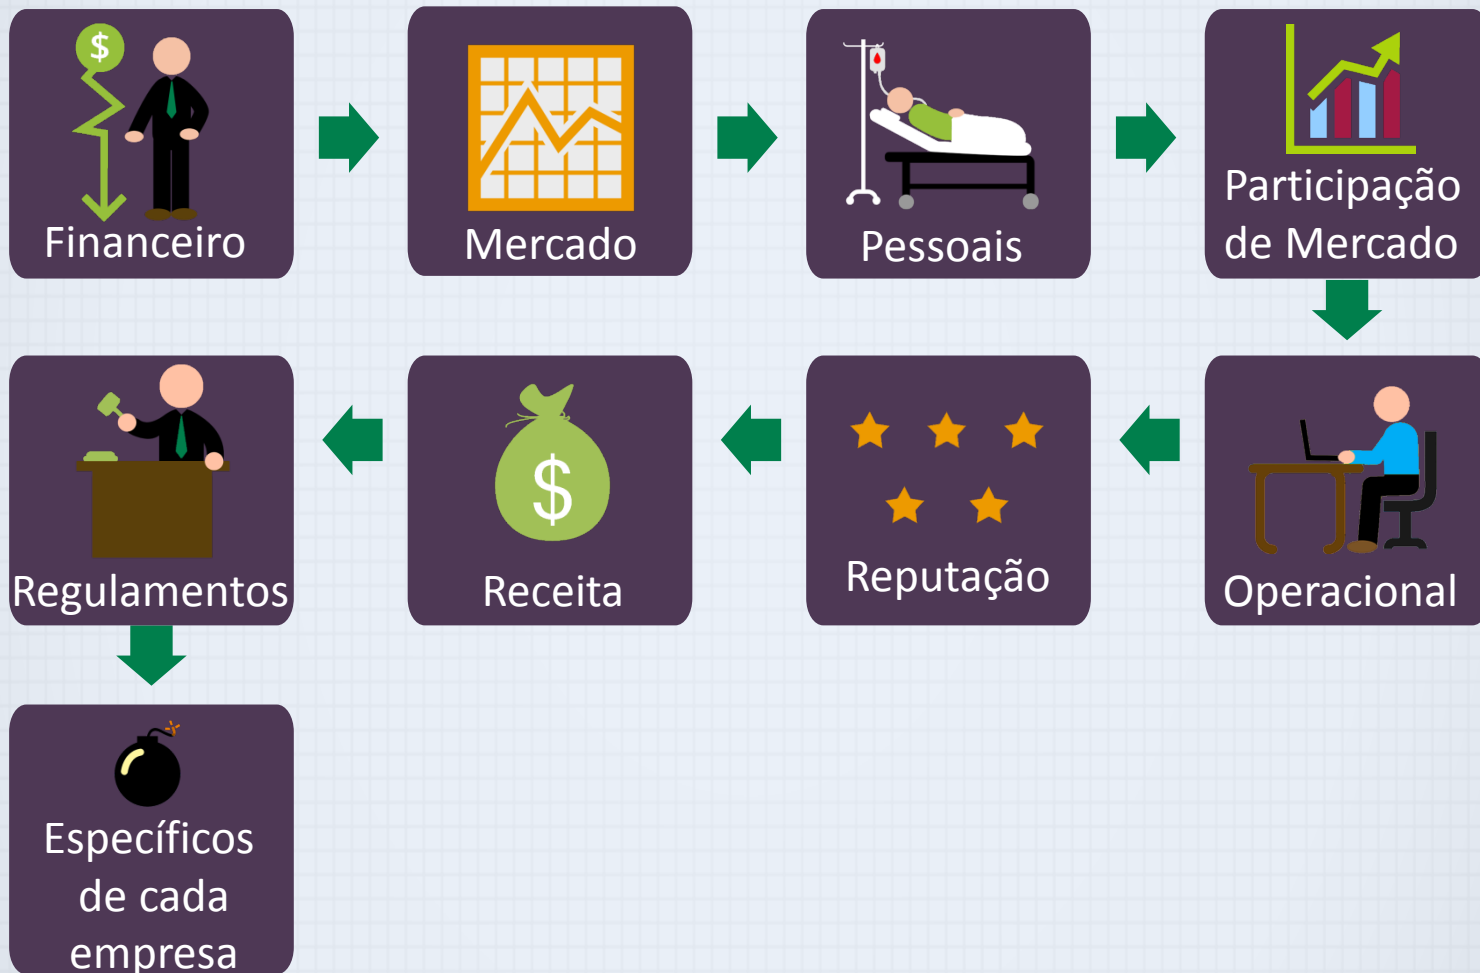 $
Financeiro
Mercado
Pessoais
Participação
de Mercado
Operacional
Reputação
$
Receita
Regulamentos
Específicos
de cada
empresa